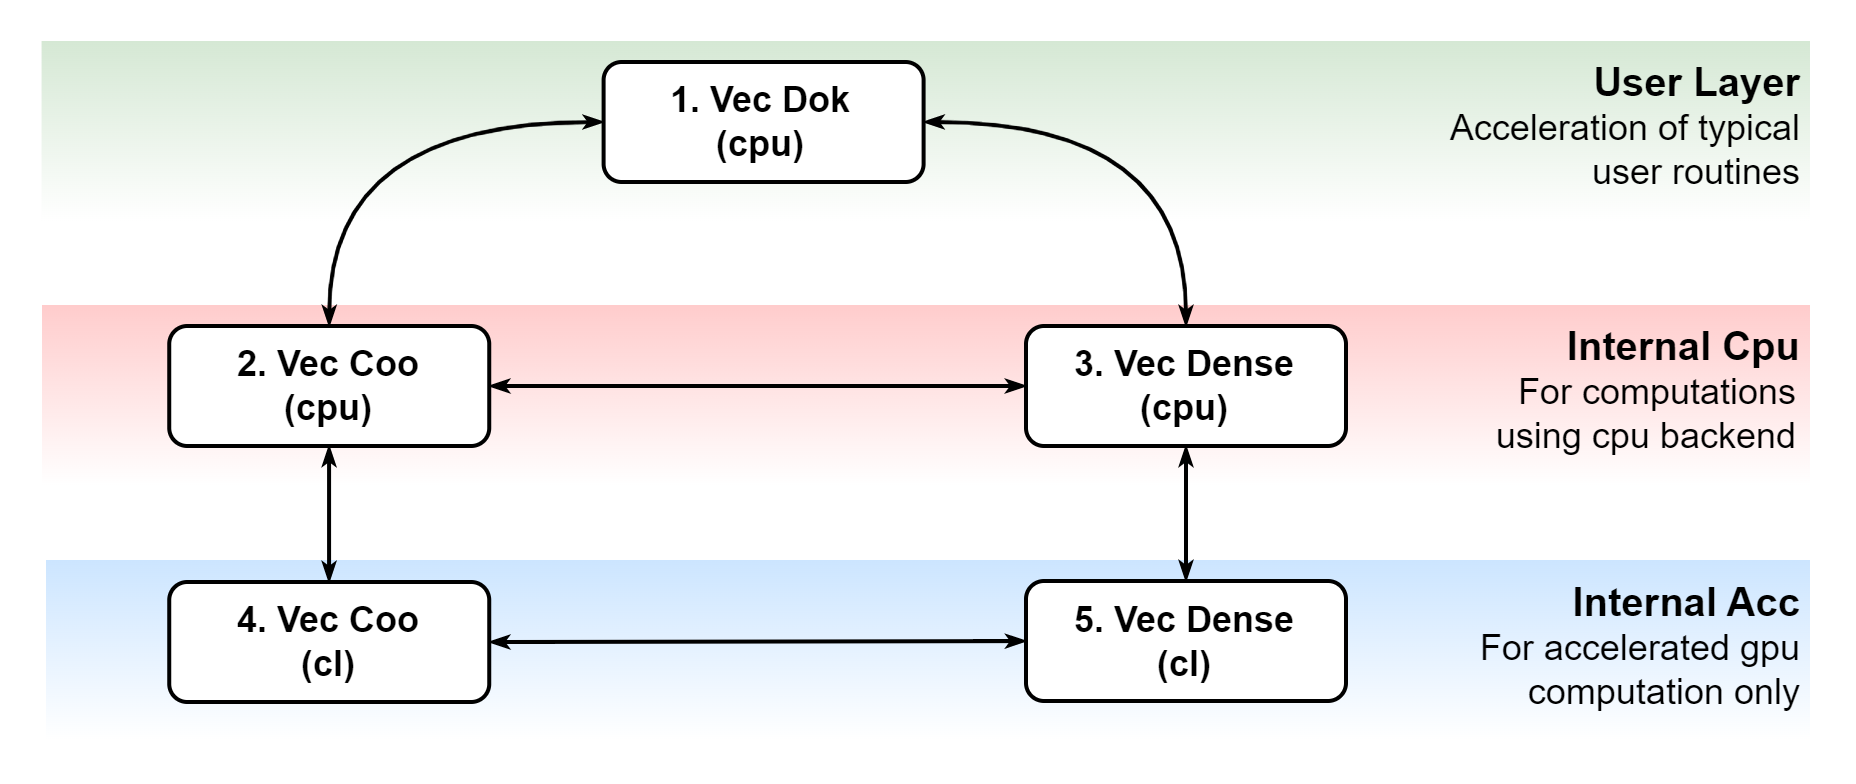 1. Vec Dok
(cpu)
User Layer
Acceleration of typical
user routines
2. Vec Coo
(cpu)
3. Vec Dense
(cpu)
Internal Cpu
For computations
using cpu backend
4. Vec Coo
(cl)
5. Vec Dense
(cl)
Internal Acc
For accelerated gpu
computation only